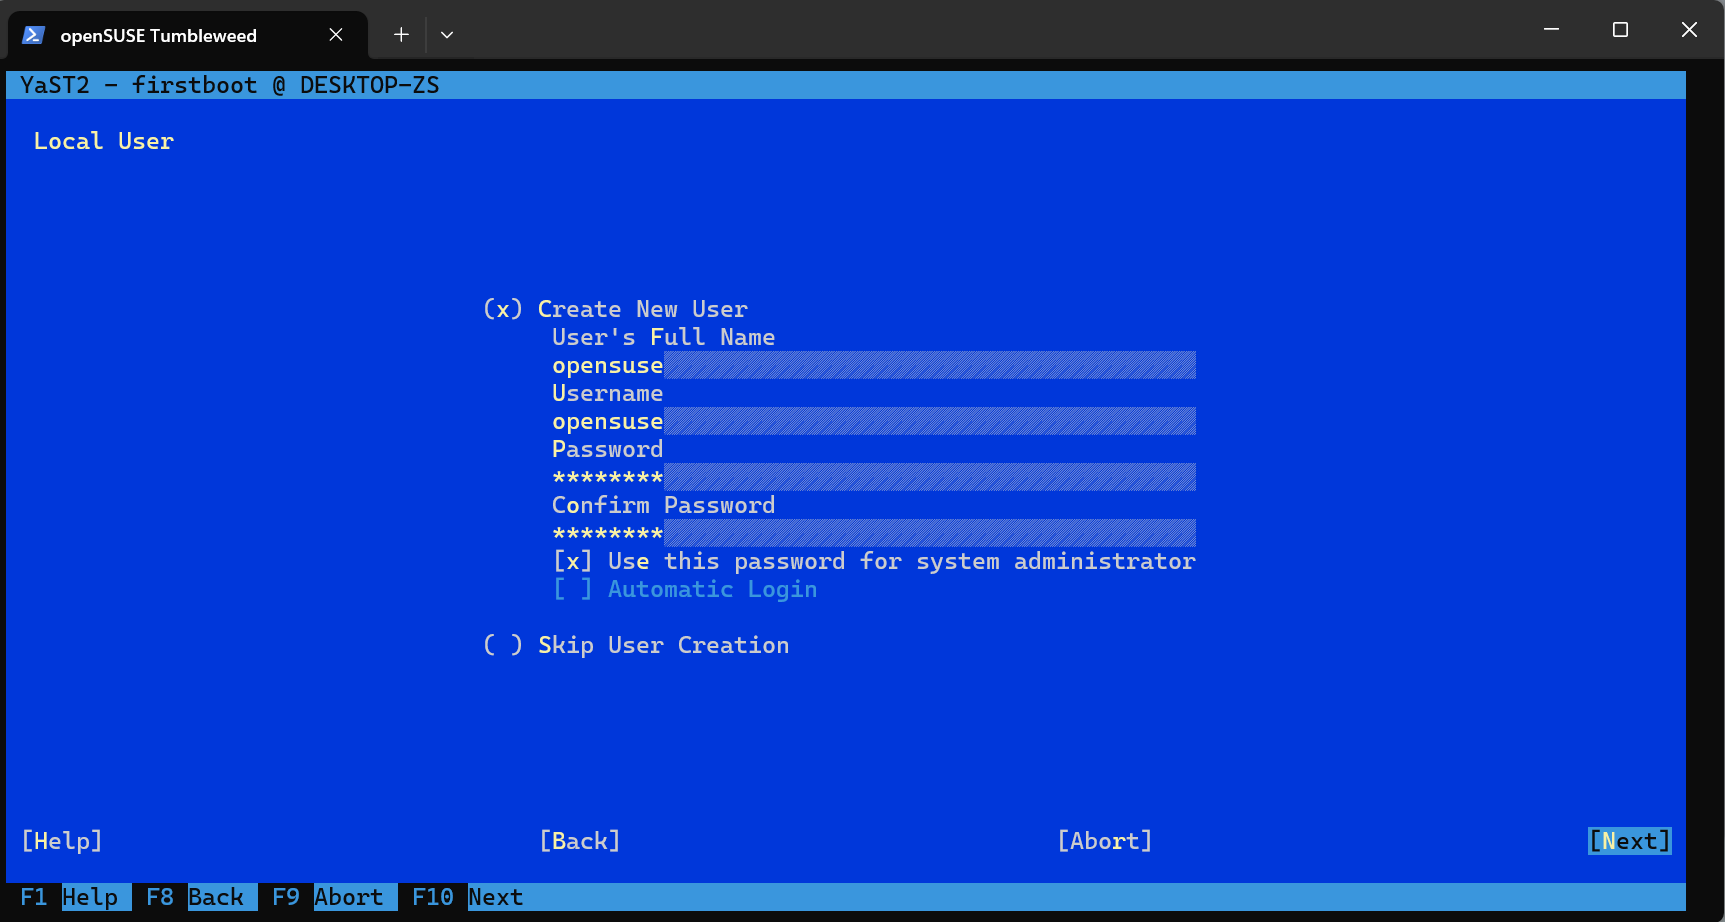 openSUSE Tumbleweed
YaST2 - firstboot @ DESKTOP-ZS
Local User
(x) Create New User
User's Full Name
opensuse
Username
opensuse
Password
********
Confirm Password
********
[x] Use this password for system administrator
[ ] Automatic Login
( ) Skip User Creation
[Help] [Back] [Abort] [Next]
F1 Help F8 Back F9 Abort F10 Next